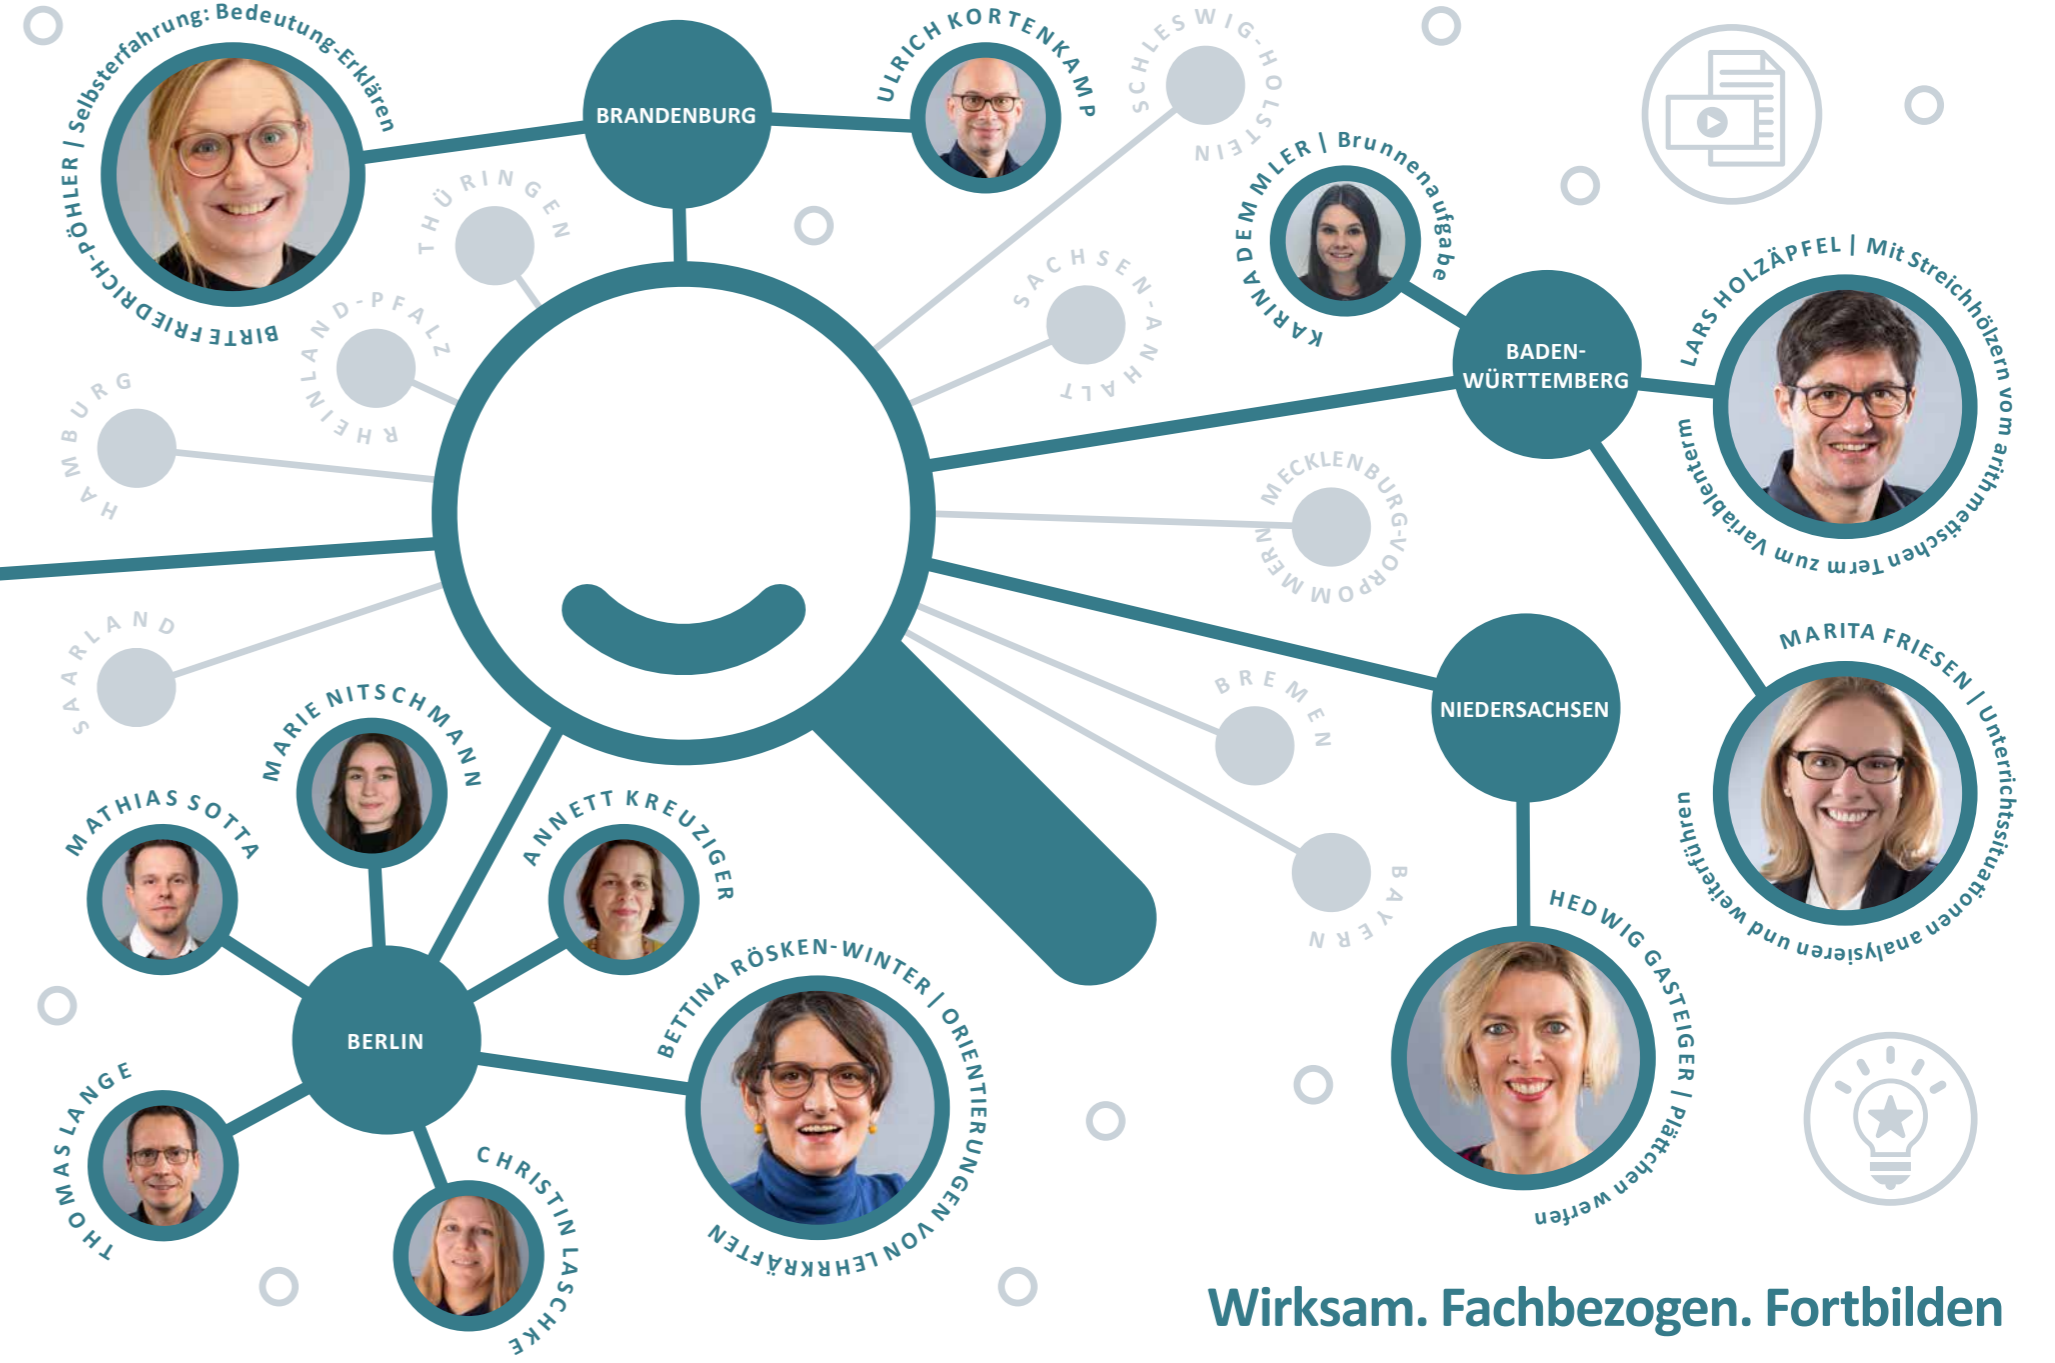 BIRTE FRIEDRICH-PÖHLER | Selbsterfahrung: Bedeutung-Erklären
BRANDENBURG
ULRICH KORTENKAMP
SCHLESWIG-HOLSTEIN
THÜRINGEN
RHEINLAND-PFALZ
SACHSEN-ANHALT
KARINA DEMMLER | Brunnenaufgabe
BADEN-
WÜRTTEMBERG
LARS HOLZÄPFEL | Mit Streichhölzern vom arithmetischen Term zum Variablenterm
HAMBURG
MECKLENBURG-VORPOMMERN
SAARLAND
BREMEN
NIEDERSACHSEN
MARITA FRIESEN | Unterrichtssituationen analysieren und weiterführen
MARIE NITSCHMANN
MATHIAS SOTTA
ANNETT KREUZIGER
BAYERN
HEDWIG GASTEIGER | Plättchen werfen
BERLIN
BETTINA RÖSKEN-WINTER | ORIENTIERUNGEN VON LEHRKRÄFTEN
THOMAS LANGE
CHRISTIN LASCHKE
Wirksam. Fachbezogen. Fortbilden